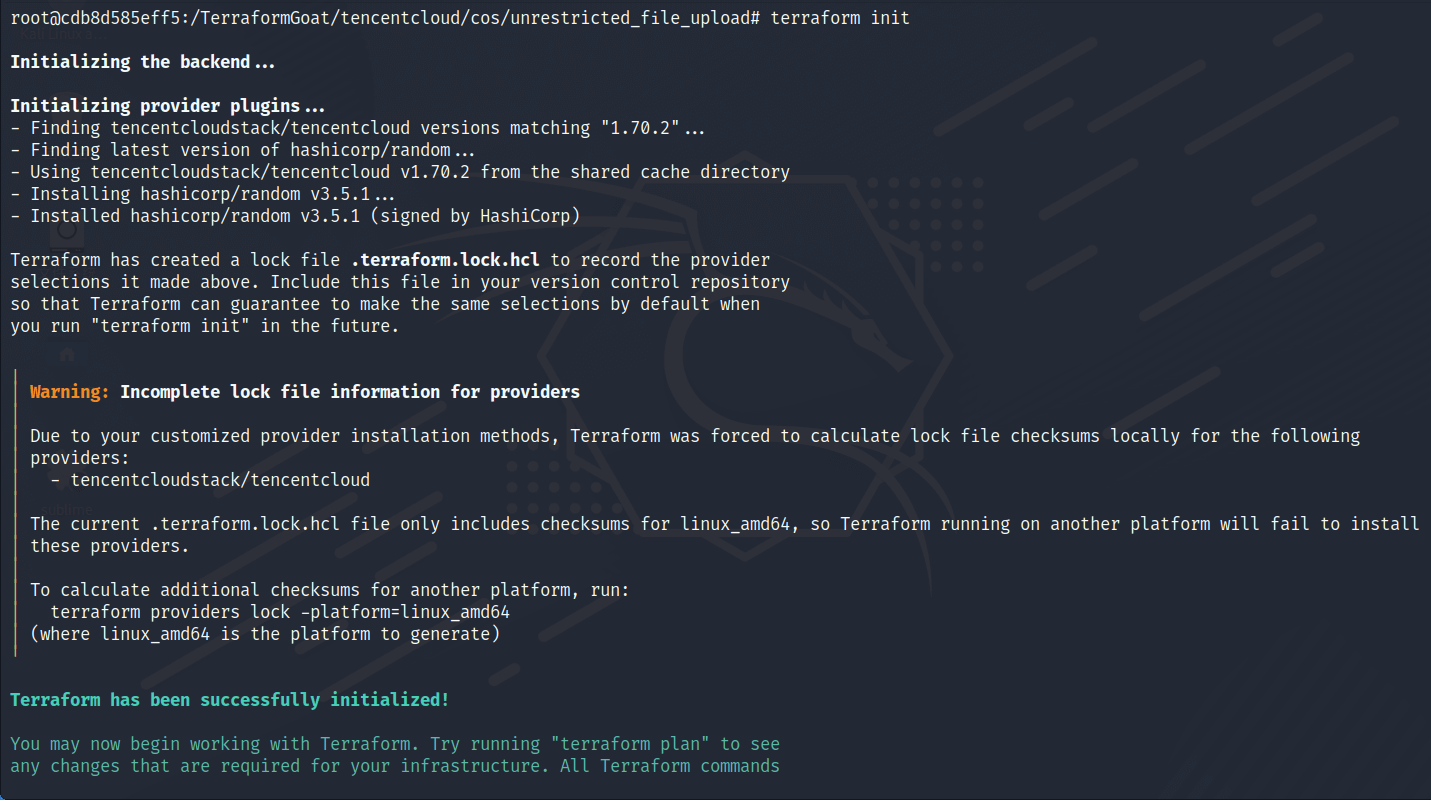 root@cdb8d585eff5:/TerraformGoat/tencentcloud/cos/unrestricted_file_upload# terraform init
Initializing the backend...
Initializing provider plugins...
- Finding tencentcloudstack/tencentcloud versions matching "1.70.2"...
- Finding latest version of hashicorp/random...
- Using tencentcloudstack/tencentcloud v1.70.2 from the shared cache directory
- Installing hashicorp/random v3.5.1...
- Installed hashicorp/random v3.5.1 (signed by HashiCorp)
Terraform has created a lock file .terraform.lock.hcl to record the provider
selections it made above. Include this file in your version control repository
so that Terraform can guarantee to make the same selections by default when
you run "terraform init" in the future.
Warning: Incomplete lock file information for providers
Due to your customized provider installation methods, Terraform was forced to calculate lock file checksums locally for the following
providers:
- tencentcloudstack/tencentcloud
The current .terraform.lock.hcl file only includes checksums for linux_amd64, so Terraform running on another platform will fail to install
these providers.
To calculate additional checksums for another platform, run:
terraform providers lock -platform=linux_amd64
(where linux_amd64 is the platform to generate)
Terraform has been successfully initialized!
You may now begin working with Terraform. Try running "terraform plan" to see
any changes that are required for your infrastructure. All Terraform commands